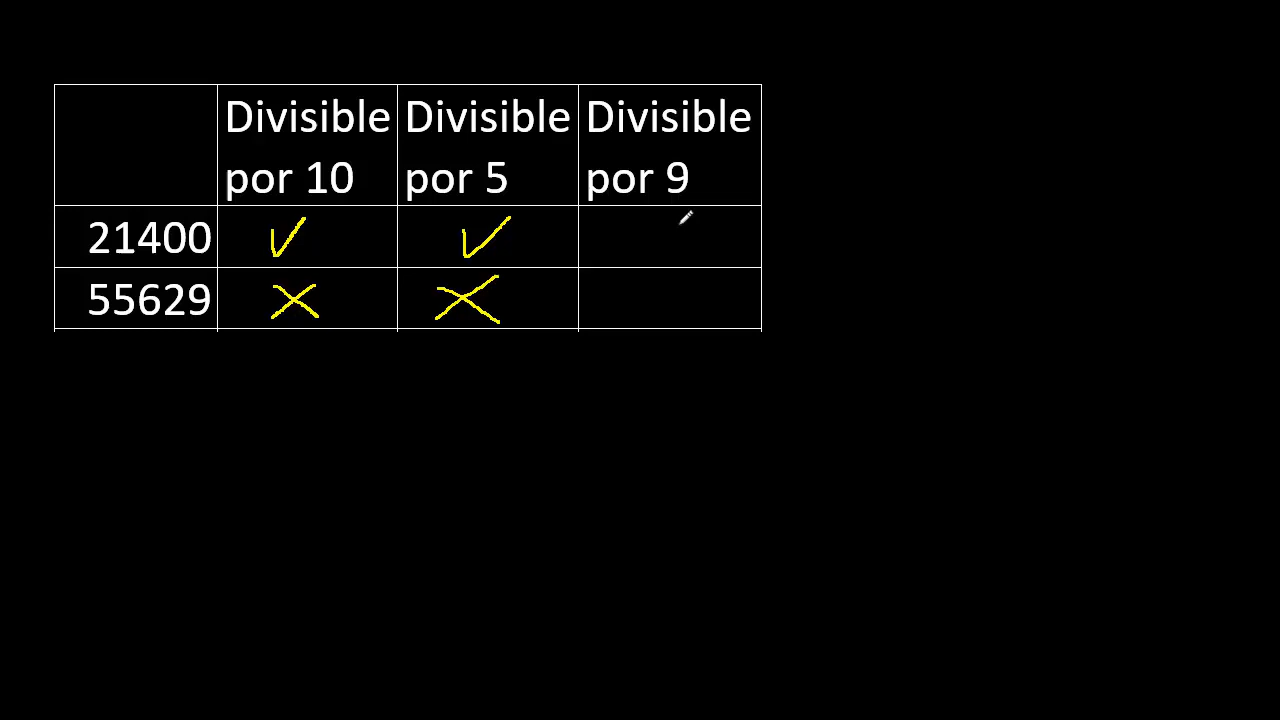 Divisible Divisible Divisible
por 10 por 5 por 9
21400 ✓ ✓
55629 ✗ ✗